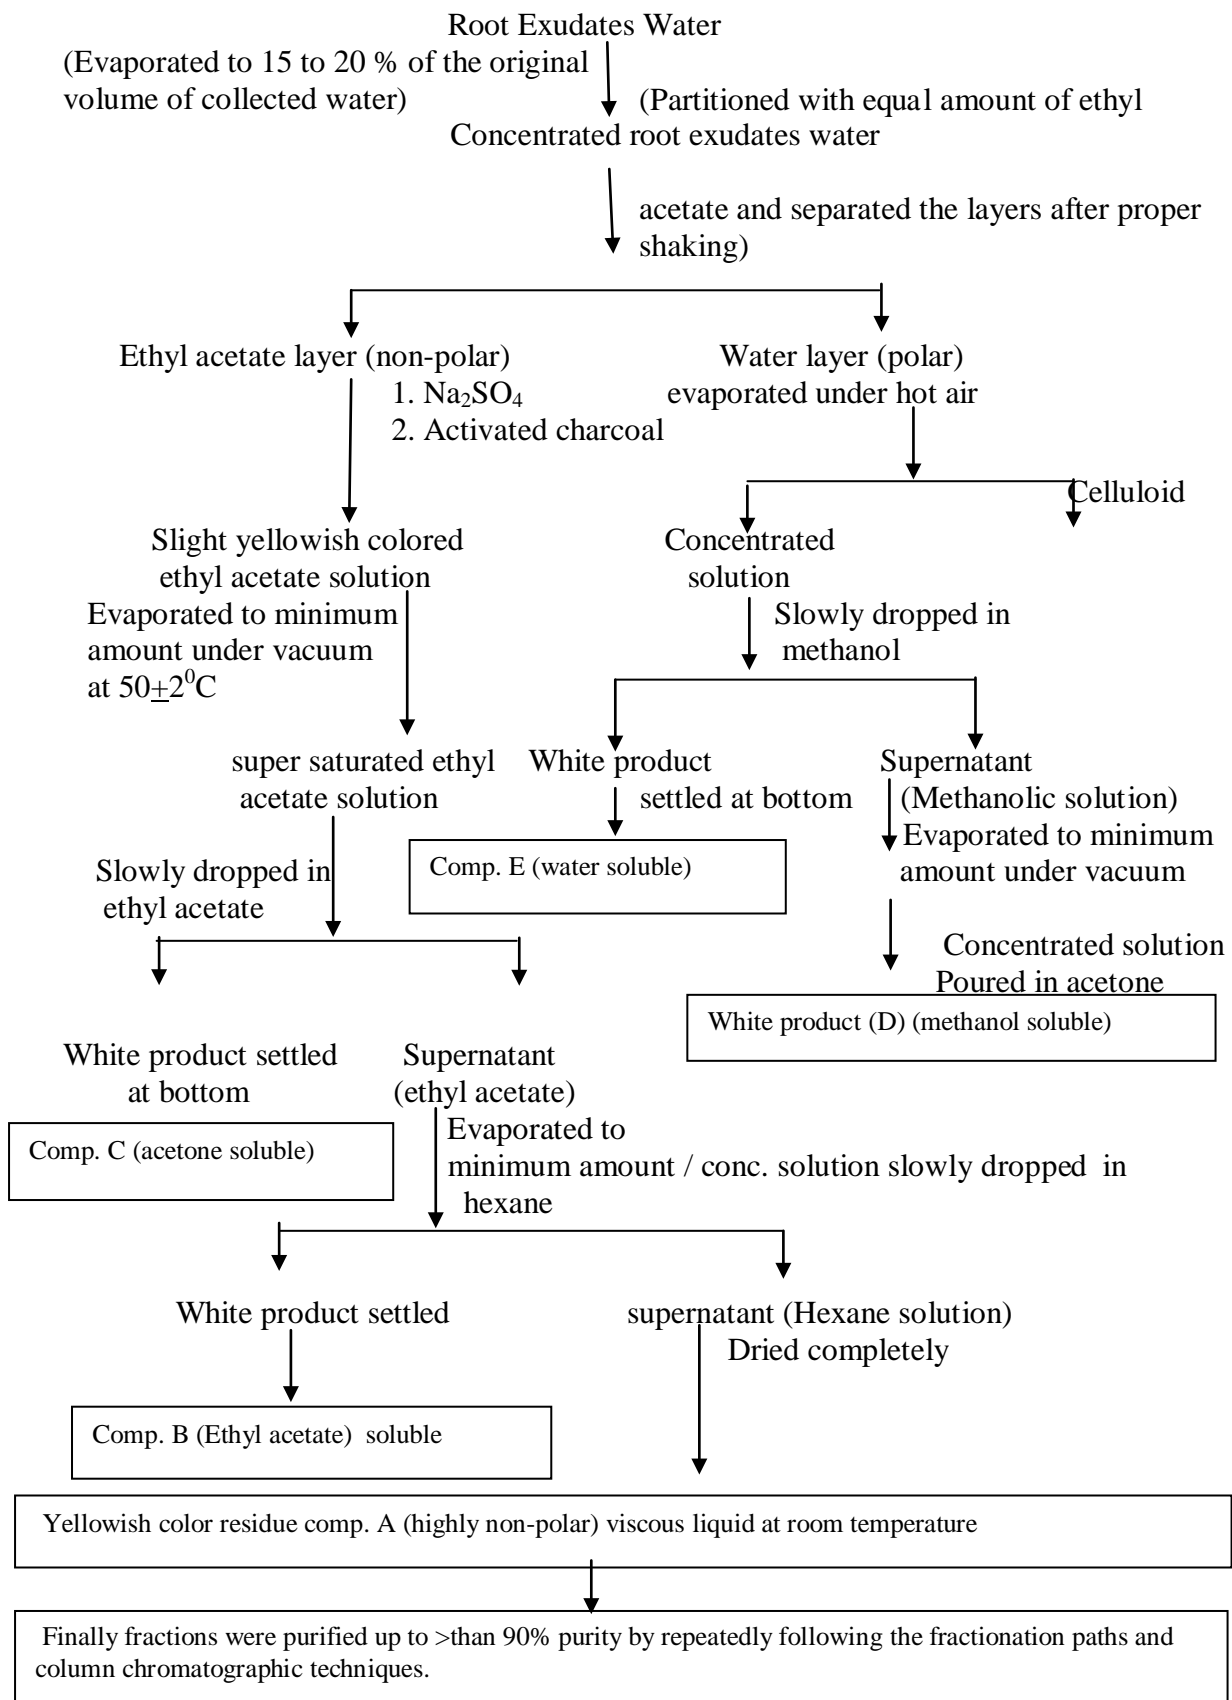 Root Exudates Water
(Evaporated to 15 to 20 % of the original
volume of collected water)
(Partitioned with equal amount of ethyl
Concentrated root exudates water
acetate and separated the layers after proper
shaking)
Ethyl acetate layer (non-polar)
1. Na₂SO₄
2. Activated charcoal
Water layer (polar)
evaporated under hot air
Celluloid
Slight yellowish colored
ethyl acetate solution
Concentrated
solution
Evaporated to minimum
amount under vacuum
at 50±2⁰C
Slowly dropped in
methanol
super saturated ethyl
acetate solution
White product
settled at bottom
Supernatant
(Methanolic solution)
Evaporated to minimum
amount under vacuum
Comp. E (water soluble)
Slowly dropped in
ethyl acetate
Concentrated solution
Poured in acetone
White product (D) (methanol soluble)
White product settled
at bottom
Supernatant
(ethyl acetate)
Comp. C (acetone soluble)
Evaporated to
minimum amount / conc. solution slowly dropped in
hexane
White product settled
supernatant (Hexane solution)
Dried completely
Comp. B (Ethyl acetate) soluble
Yellowish color residue comp. A (highly non-polar) viscous liquid at room temperature
Finally fractions were purified up to >than 90% purity by repeatedly following the fractionation paths and
column chromatographic techniques.